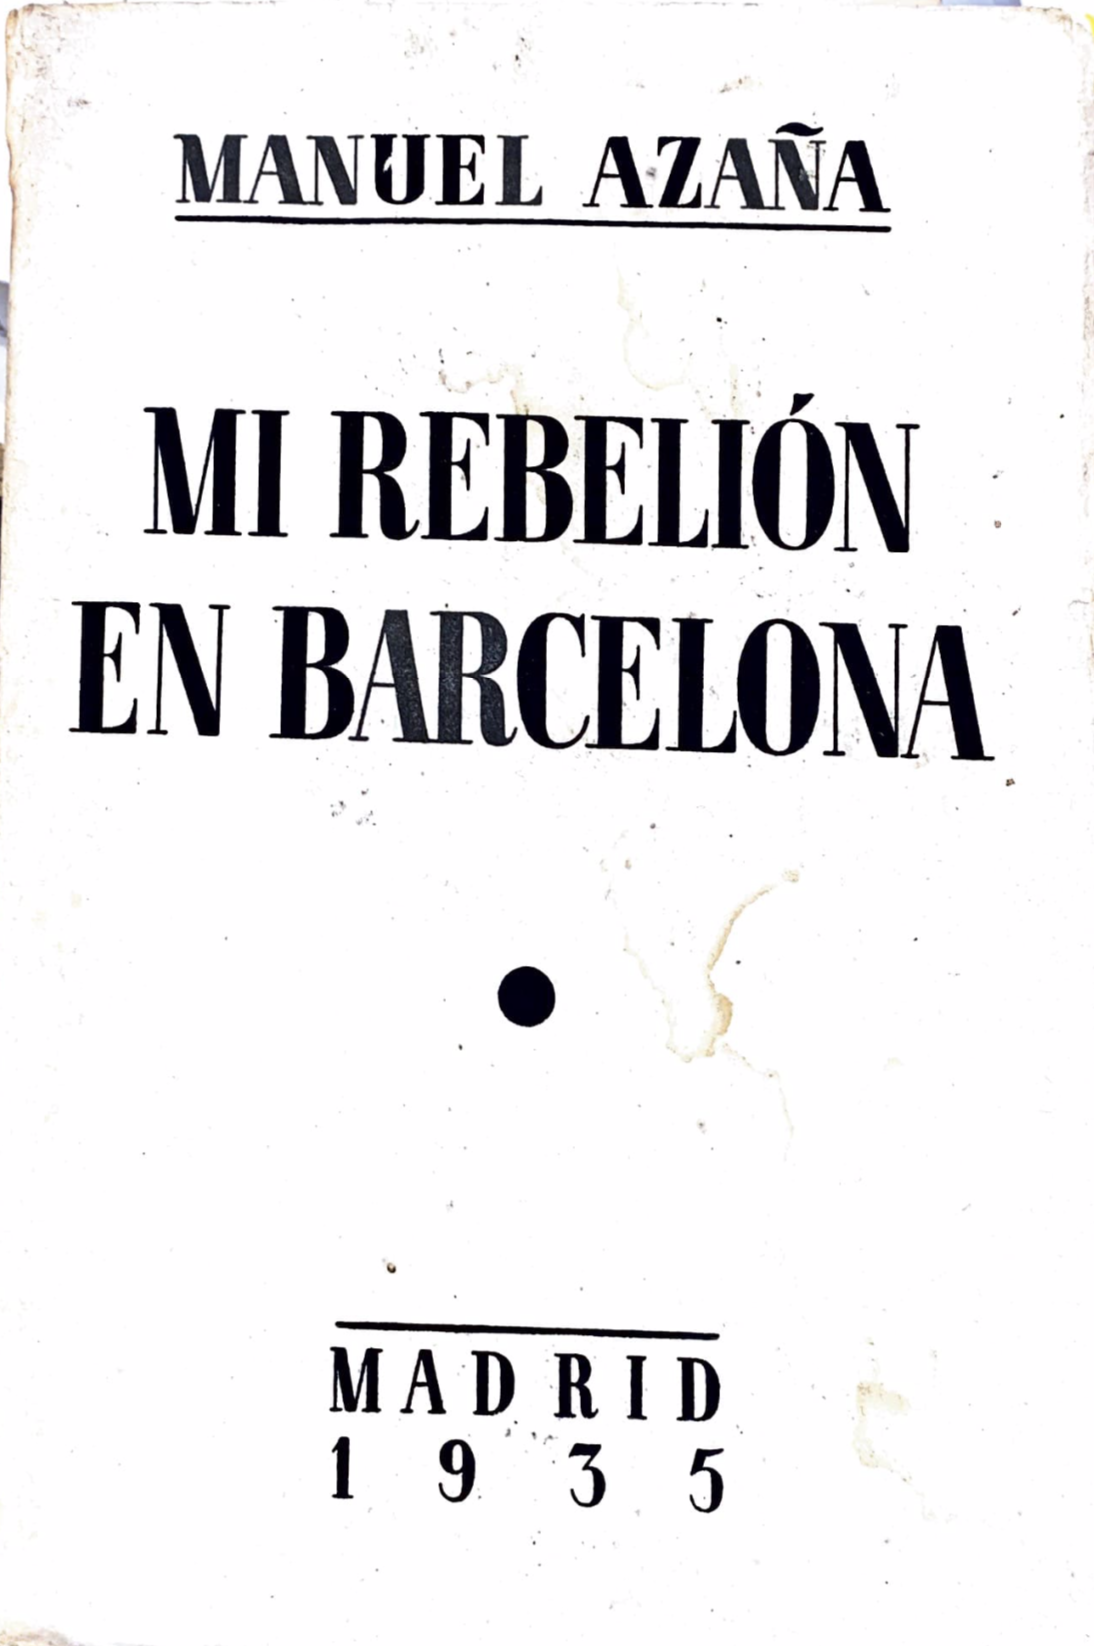 MANUEL AZAÑA
MI REBELIÓN
EN BARCELONA
MADRID
1935